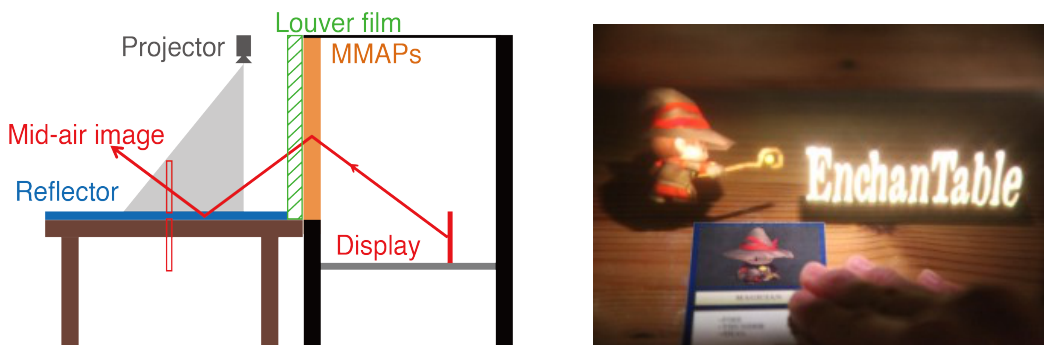 Louver film
Projector
MMAPs
Mid-air image
Reflector
Display
EnchanTable
MAGICIAN